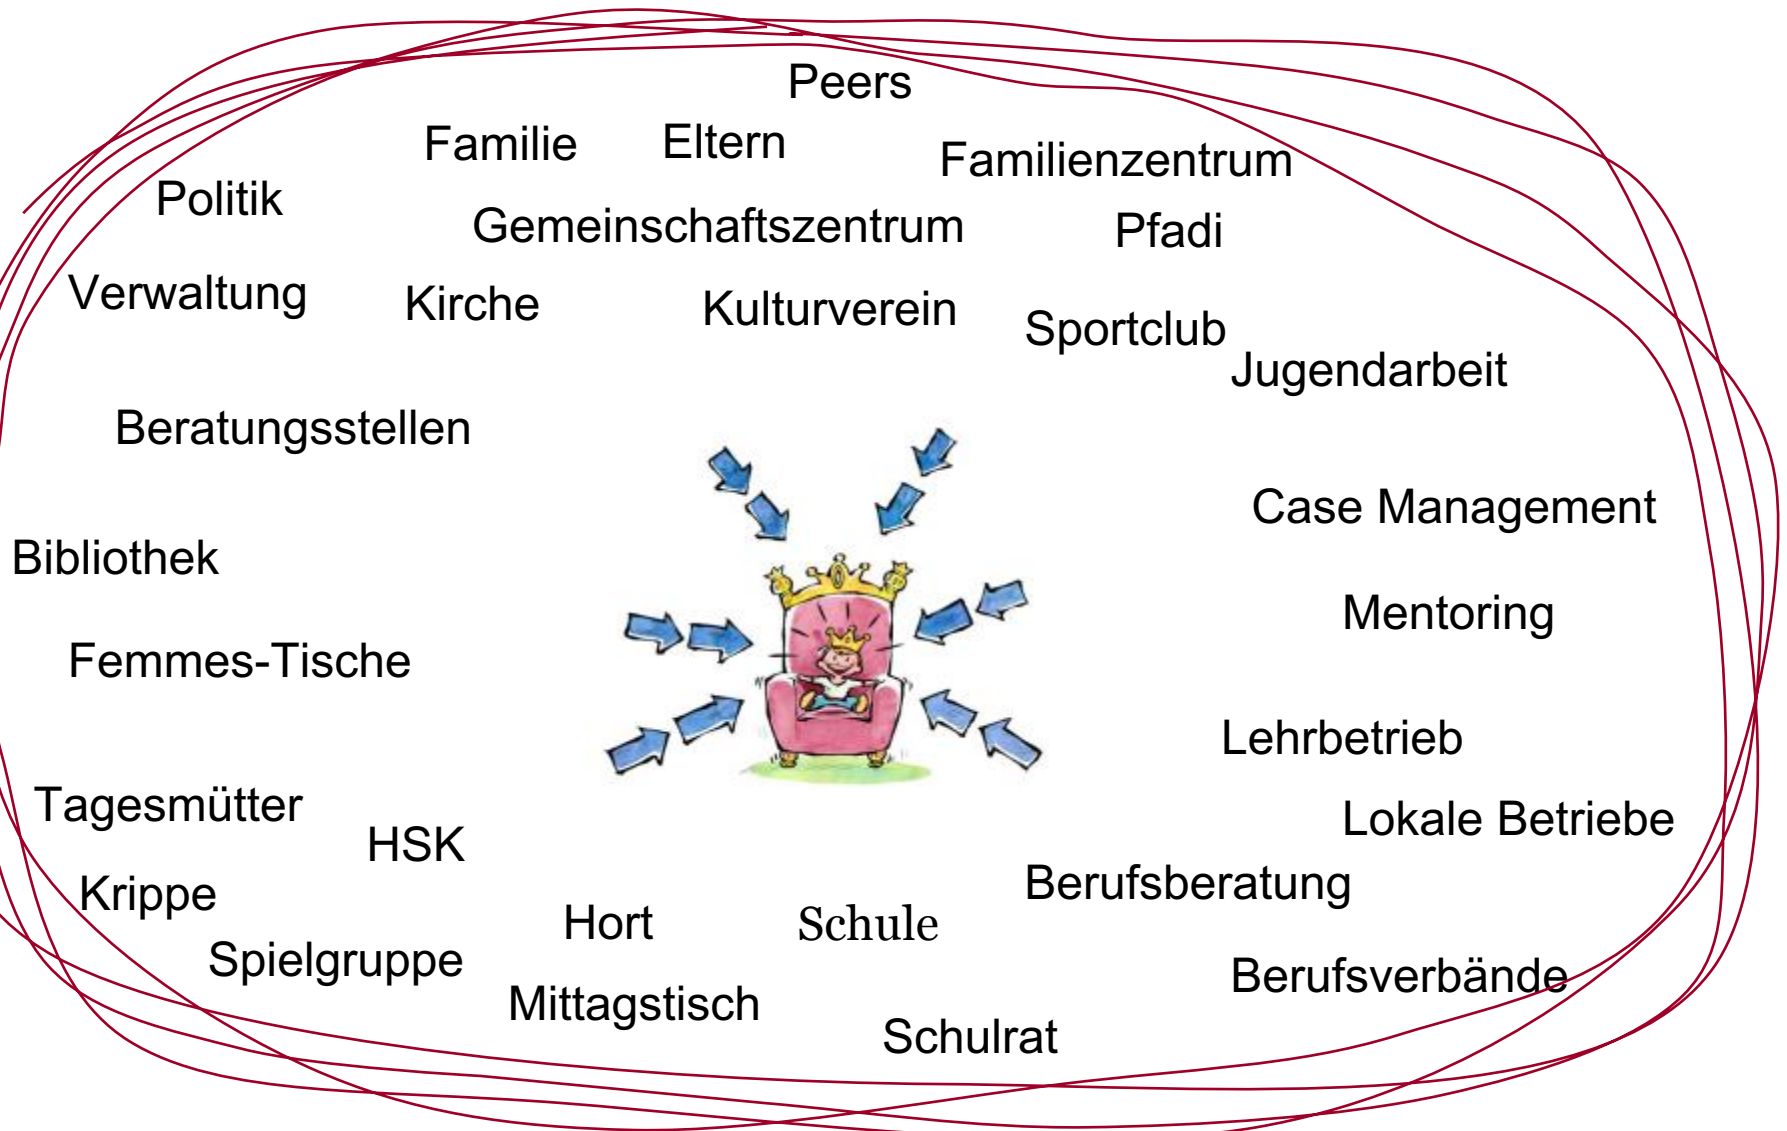 Peers
Familie
Eltern
Familienzentrum
Politik
Gemeinschaftszentrum
Pfadi
Verwaltung
Kirche
Kulturverein
Sportclub
Jugendarbeit
Beratungsstellen
Case Management
Bibliothek
Mentoring
Femmes-Tische
Lehrbetrieb
Tagesmütter
Lokale Betriebe
HSK
Berufsberatung
Krippe
Hort
Schule
Spielgruppe
Berufsverbände
Mittagstisch
Schulrat